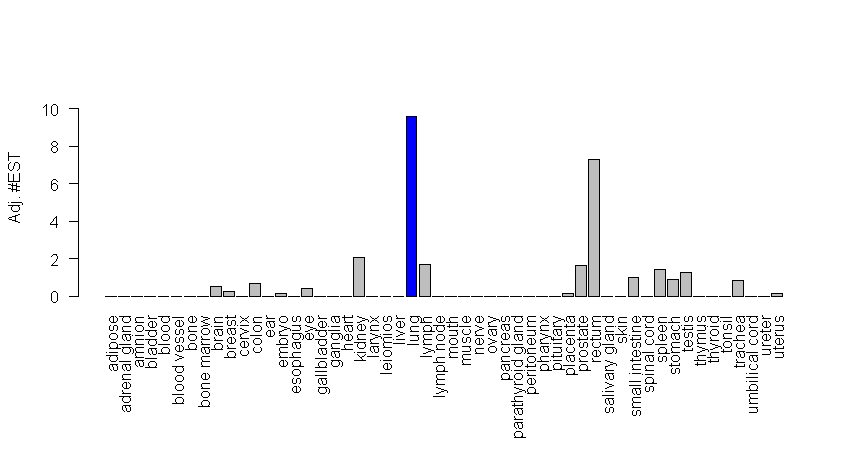 Adj. #EST
10
8
6
4
2
0
adipose
adrenal gland
amnion
bladder
blood
blood vessel
bone
bone marrow
brain
breast
cervix
colon
ear
embryo
esophagus
eye
gallbladder
ganglia
heart
kidney
larynx
leiomios
liver
lung
lymph
lymph node
mouth
muscle
nerve
ovary
pancreas
parathyroid gland
peritoneum
pharynx
pituitary
placenta
prostate
rectum
salivary gland
skin
small intestine
spinal cord
spleen
stomach
testis
thymus
thyroid
tonsil
trachea
umbilical cord
ureter
uterus